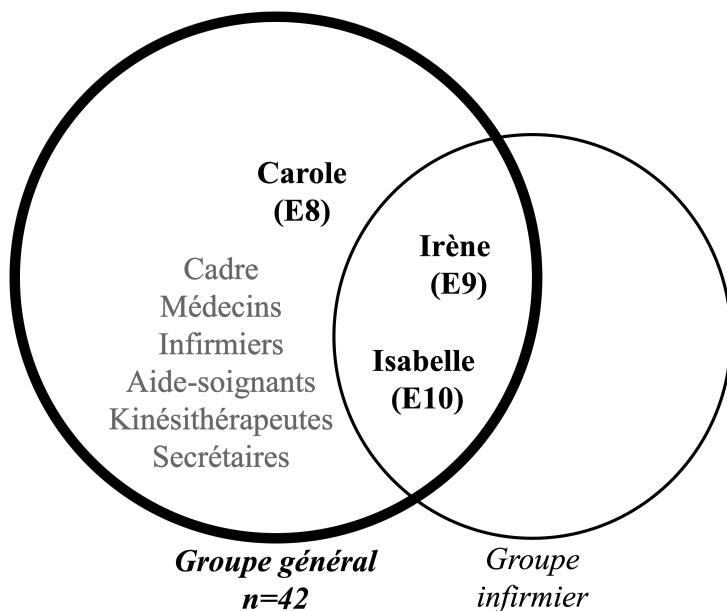 Carole
(E8)
Irène
(E9)
Cadre
Médecins
Infirmiers
Aide-soignants
Kinésithérapeutes
Secrétaires
Isabelle
(E10)
Groupe général
n=42
Groupe
infirmier